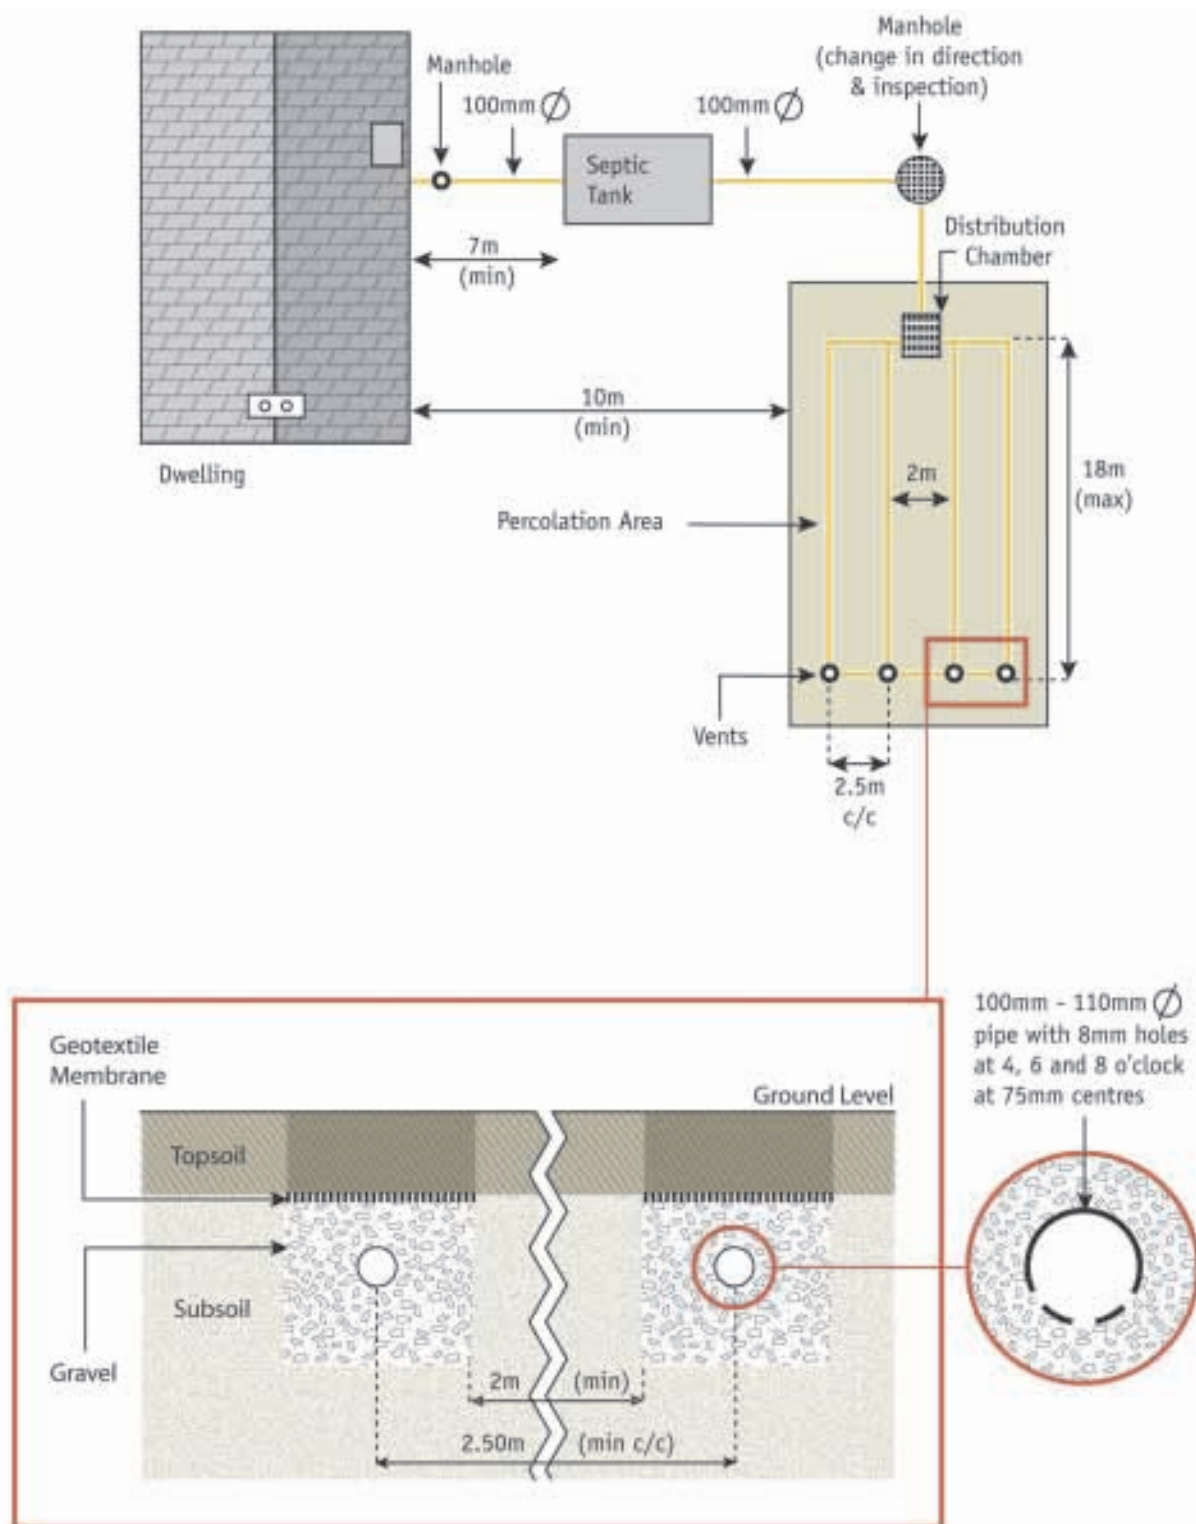 Manhole
(change in direction
& inspection)
Manhole
100mm ∅
100mm ∅
Septic
Tank
Distribution
Chamber
7m
(min)
10m
(min)
Dwelling
2m
18m
(max)
Percolation Area
Vents
2.5m
c/c
100mm - 110mm ∅
pipe with 8mm holes
at 4, 6 and 8 o'clock
at 75mm centres
Geotextile
Membrane
Ground Level
Topsoil
Subsoil
Gravel
2m (min)
2.50m (min c/c)